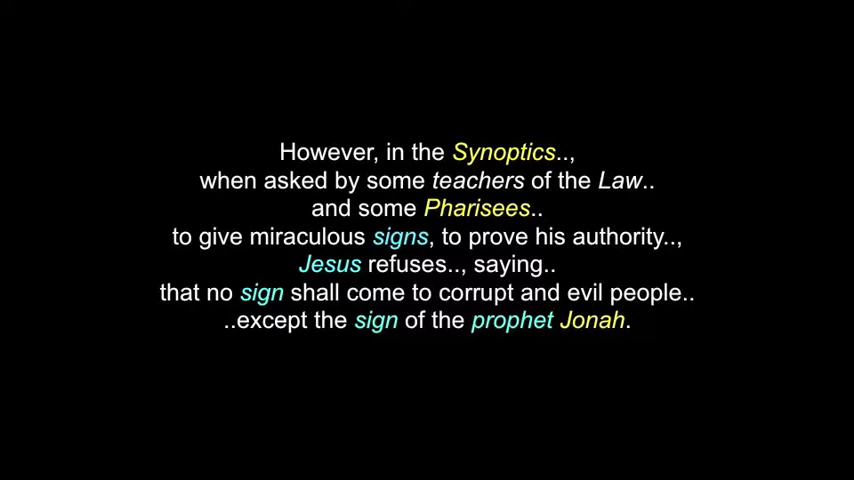 However, in the Synoptics..,
when asked by some teachers of the Law..
and some Pharisees..
to give miraculous signs, to prove his authority..,
Jesus refuses.., saying..
that no sign shall come to corrupt and evil people..
..except the sign of the prophet Jonah.